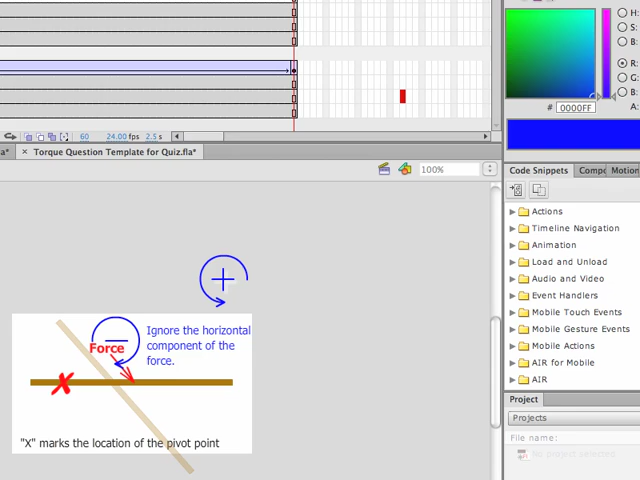 H:
S:
B:
R:
G:
B:
A:
# 0000FF
60 24.00 fps 2.5 s
a* × Torque Question Template for Quiz.fla*
100%
Code Snippets Motion
Actions
Timeline Navigation
Animation
Load and Unload
Audio and Video
Event Handlers
Mobile Touch Events
Mobile Gesture Events
Mobile Actions
AIR for Mobile
AIR
Project
Projects
File name:
No project selected
+
Force
Ignore the horizontal
component of the
force.
X
"X" marks the location of the pivot point